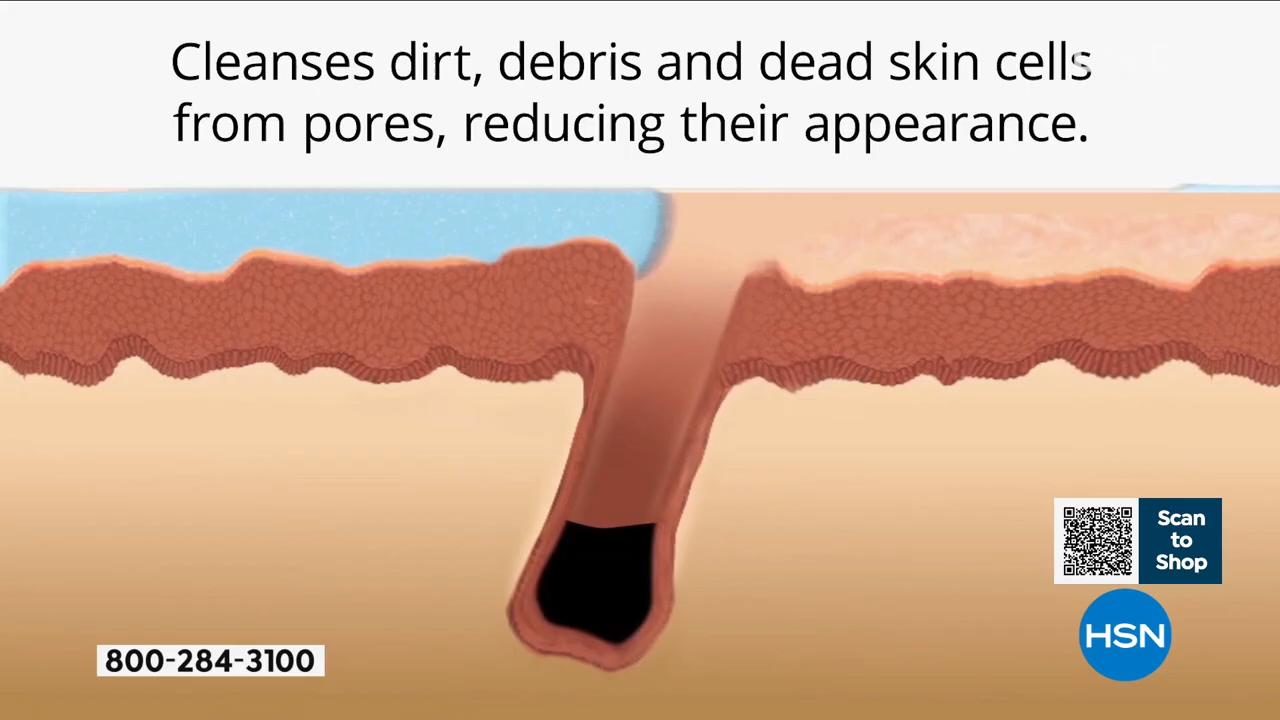 Cleanses dirt, debris and dead skin cells
from pores, reducing their appearance.
Scan
to
Shop
HSN
800-284-3100